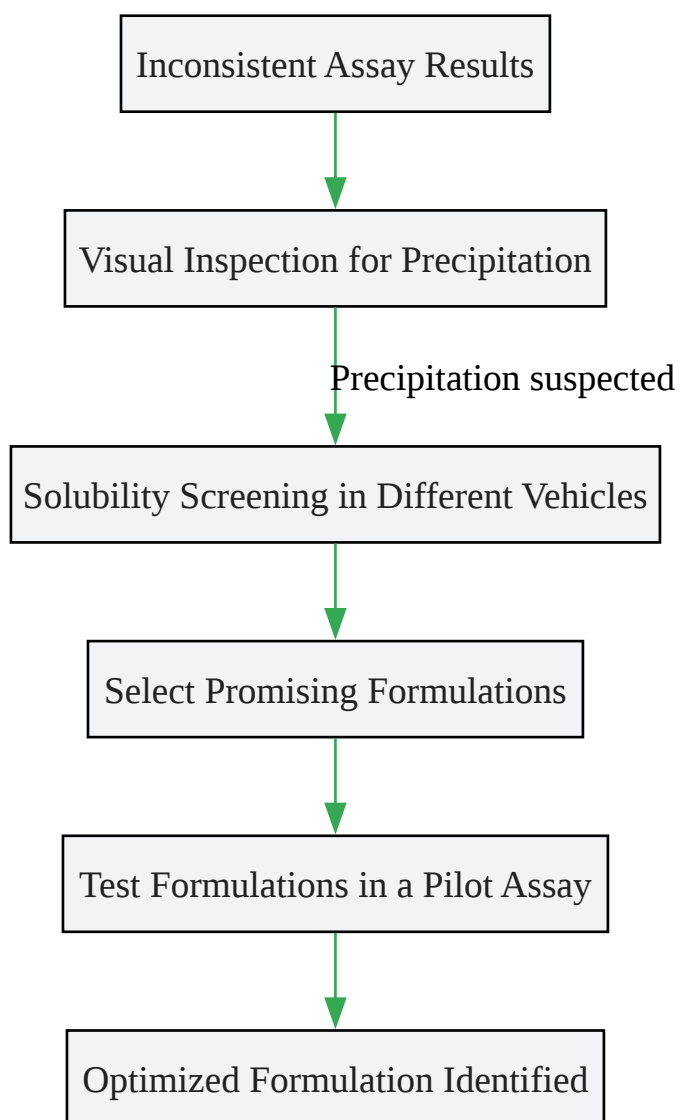 Inconsistent Assay Results
Visual Inspection for Precipitation
Precipitation suspected
Solubility Screening in Different Vehicles
Select Promising Formulations
Test Formulations in a Pilot Assay
Optimized Formulation Identified